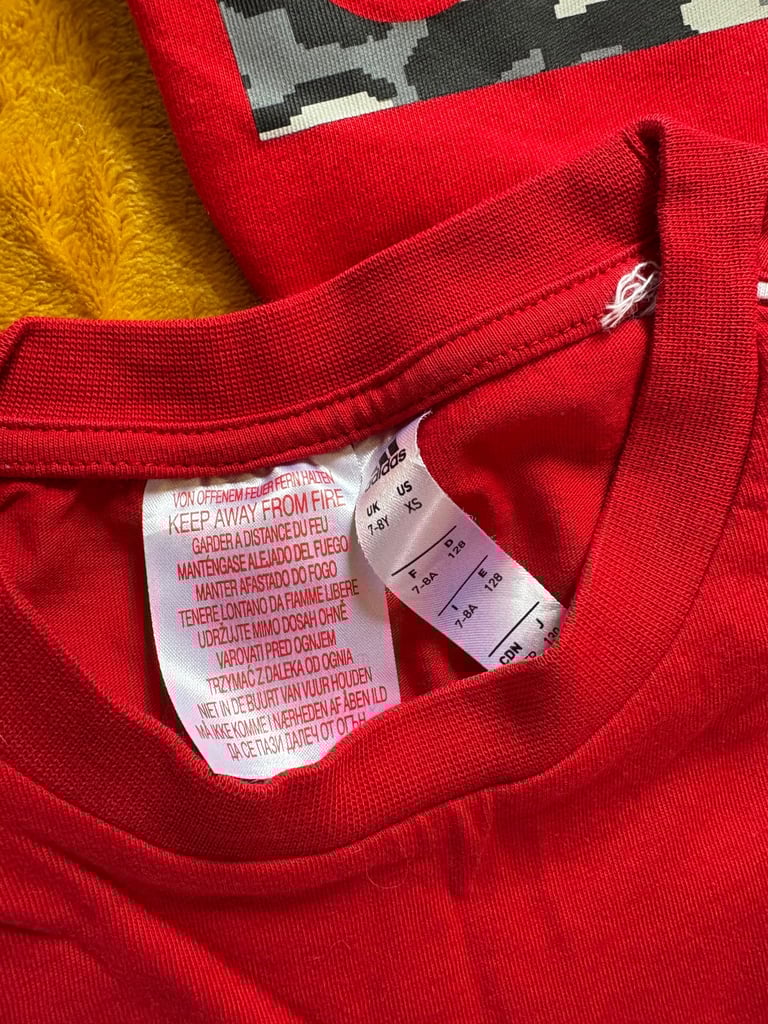 VON OFFENEM FEUER FERN HALTEN
KEEP AWAY FROM FIRE
GARDER A DISTANCE DU FEU
MANTÉNGASE ALEJADO DEL FUEGO
MANTER AFASTADO DO FOGO
TENERE LONTANO DA FIAMME LIBERE
UDRŽUJTE MIMO DOSAH OHNĚ
VAROVATI PRED OGNJEM
TRZYMAĆ Z DALEKA OD OGNIA
NIET IN DE BUURT VAN VUUR HOUDEN
MÅ IKKE KOMME I NÆRHEDEN AF ÅBEN ILD
ДА СЕ ПАЗИ ДАЛЕЧ ОТ ОГЪН
adidas
UK US
7-8Y XS
F D
7-8A 128
I E
7-8A 128
CDN J